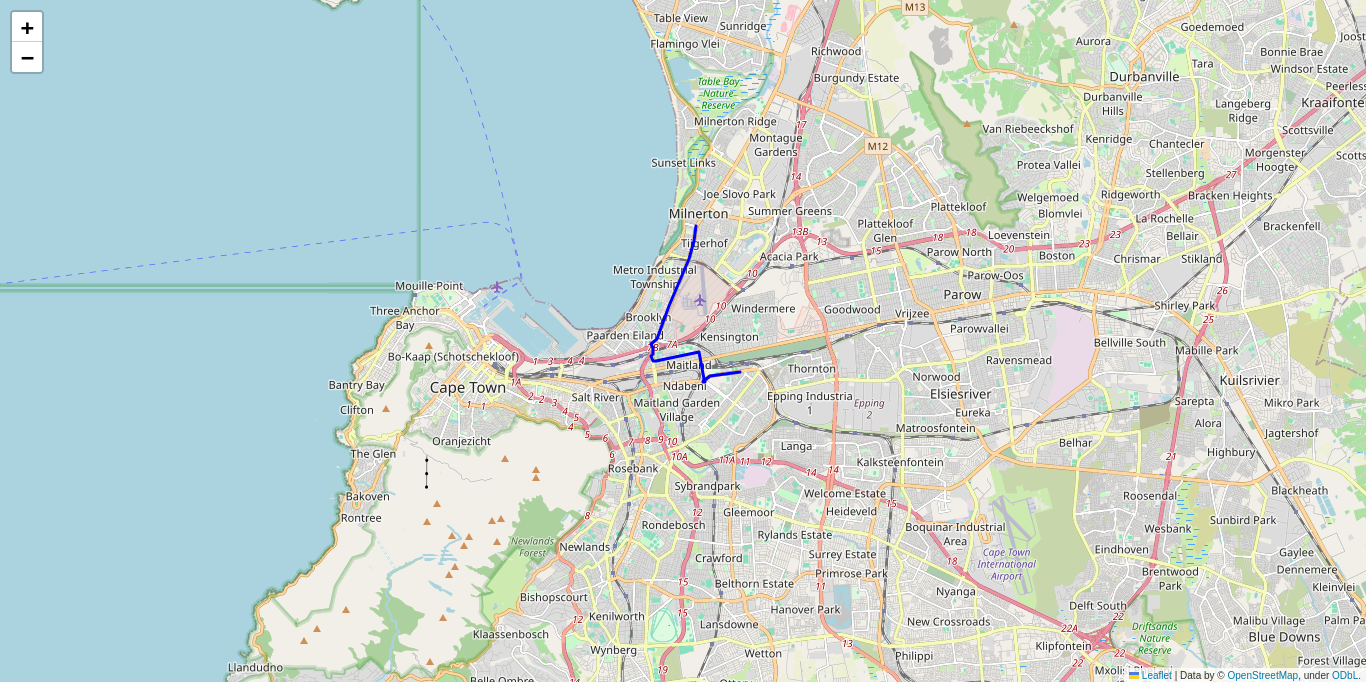 +
−
M13
Table View
Sunridge
Goedemoed
Flamingo Vlei
Richwood
Aurora
Joost
Bonnie Brae
Tara
Windsor Estate
Burgundy Estate
Durbanville
Table Bay
Nature
Reserve
Peerless
Durbanville
Hills
Langeberg
Ridge
Kraaifonte
Milnerton Ridge
17
Van Riebeeckshof
Scottsville
Montague
Gardens
M12
Kenridge
Chantecler
Morgenster
Hoogte
Scotts
Sunset Links
Protea Vallei
Stellenberg
14
27
Joe Slovo Park
Welgemoed
Ridgeworth
Bracken Heights
Milnerton
Summer Greens
Plattekloof
Blomvlei
La Rochelle
Plattekloof
Glen
Brackenfell
13B
13
18
18
20
23
Loevenstein
Bellair
Tijgerhof
Acacia Park
Parow North
Boston
Chrismar
Stikland
Metro Industrial
Township
10
Parow-Oos
Mouille Point
Parow
Three Anchor
Bay
Windermere
Goodwood
Vrijzee
Shirley Park
Brooklyn
10
25
Paarden Eiland
Kensington
Parowvallei
Bellville South
7A
Mabille Park
Bo-Kaap (Schotschekloof)
1
3
4
4
Maitland
Thornton
Ravensmead
Bantry Bay
Cape Town
1A
Ndabeni
Norwood
Kuilsrivier
Salt River
Epping Industria
1
Elsiesriver
Sarepta
Mikro Park
Clifton
1
1
2
2
3
4
5
Maitland Garden
Village
Epping
2
Eureka
4
Matroosfontein
Alora
Jagtershof
Oranjezicht
5
6
7
8
9
10
Langa
Belhar
Highbury
The Glen
6
10A
11A
11
12
14
14
Kalksteenfontein
21
Rosebank
Bakoven
Sybrandpark
Welcome Estate
15
Roosendal
Blackheath
Rontree
8
12
Gleemoor
Heideveld
Rondebosch
Boquinar Industrial
Area
Wesbank
Sunbird Park
Newlands
Forest
Newlands
Rylands Estate
Cape Town
International
Airport
Eindhoven
Gaylee
Crawford
Surrey Estate
Dennemere
Belthorn Estate
Primrose Park
Brentwood
Park
15
11
Nyanga
Kleinvlei
Bishopscourt
Hanover Park
Delft South
Kenilworth
22
Malibu Village
Palm Pa
Klaassenbosch
Lansdowne
New Crossroads
22A
Driftsands
Nature
Reserve
Blue Downs
Wynberg
Wetton
Philippi
Klipfontein
22
22
Forest Village
Llandudno
Belle Ombre
Leaflet | Data by © OpenStreetMap, under ODbL.